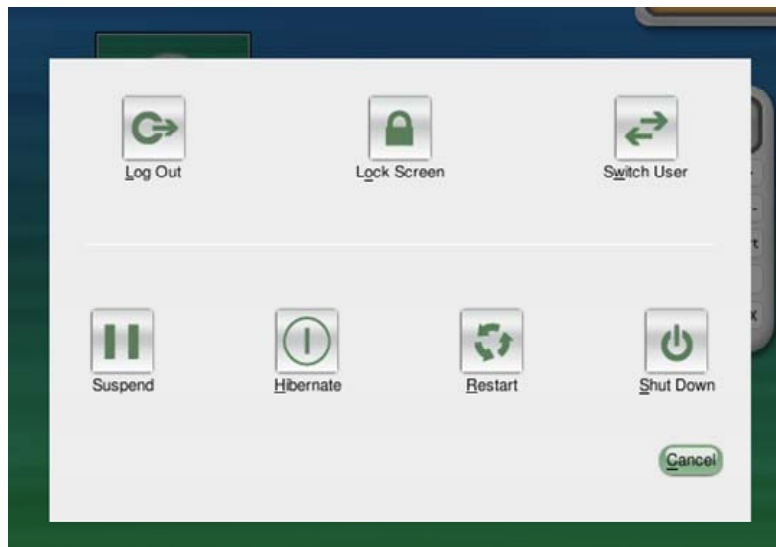 Log Out
Lock Screen
Switch User
Suspend
Hibernate
Restart
Shut Down
Cancel